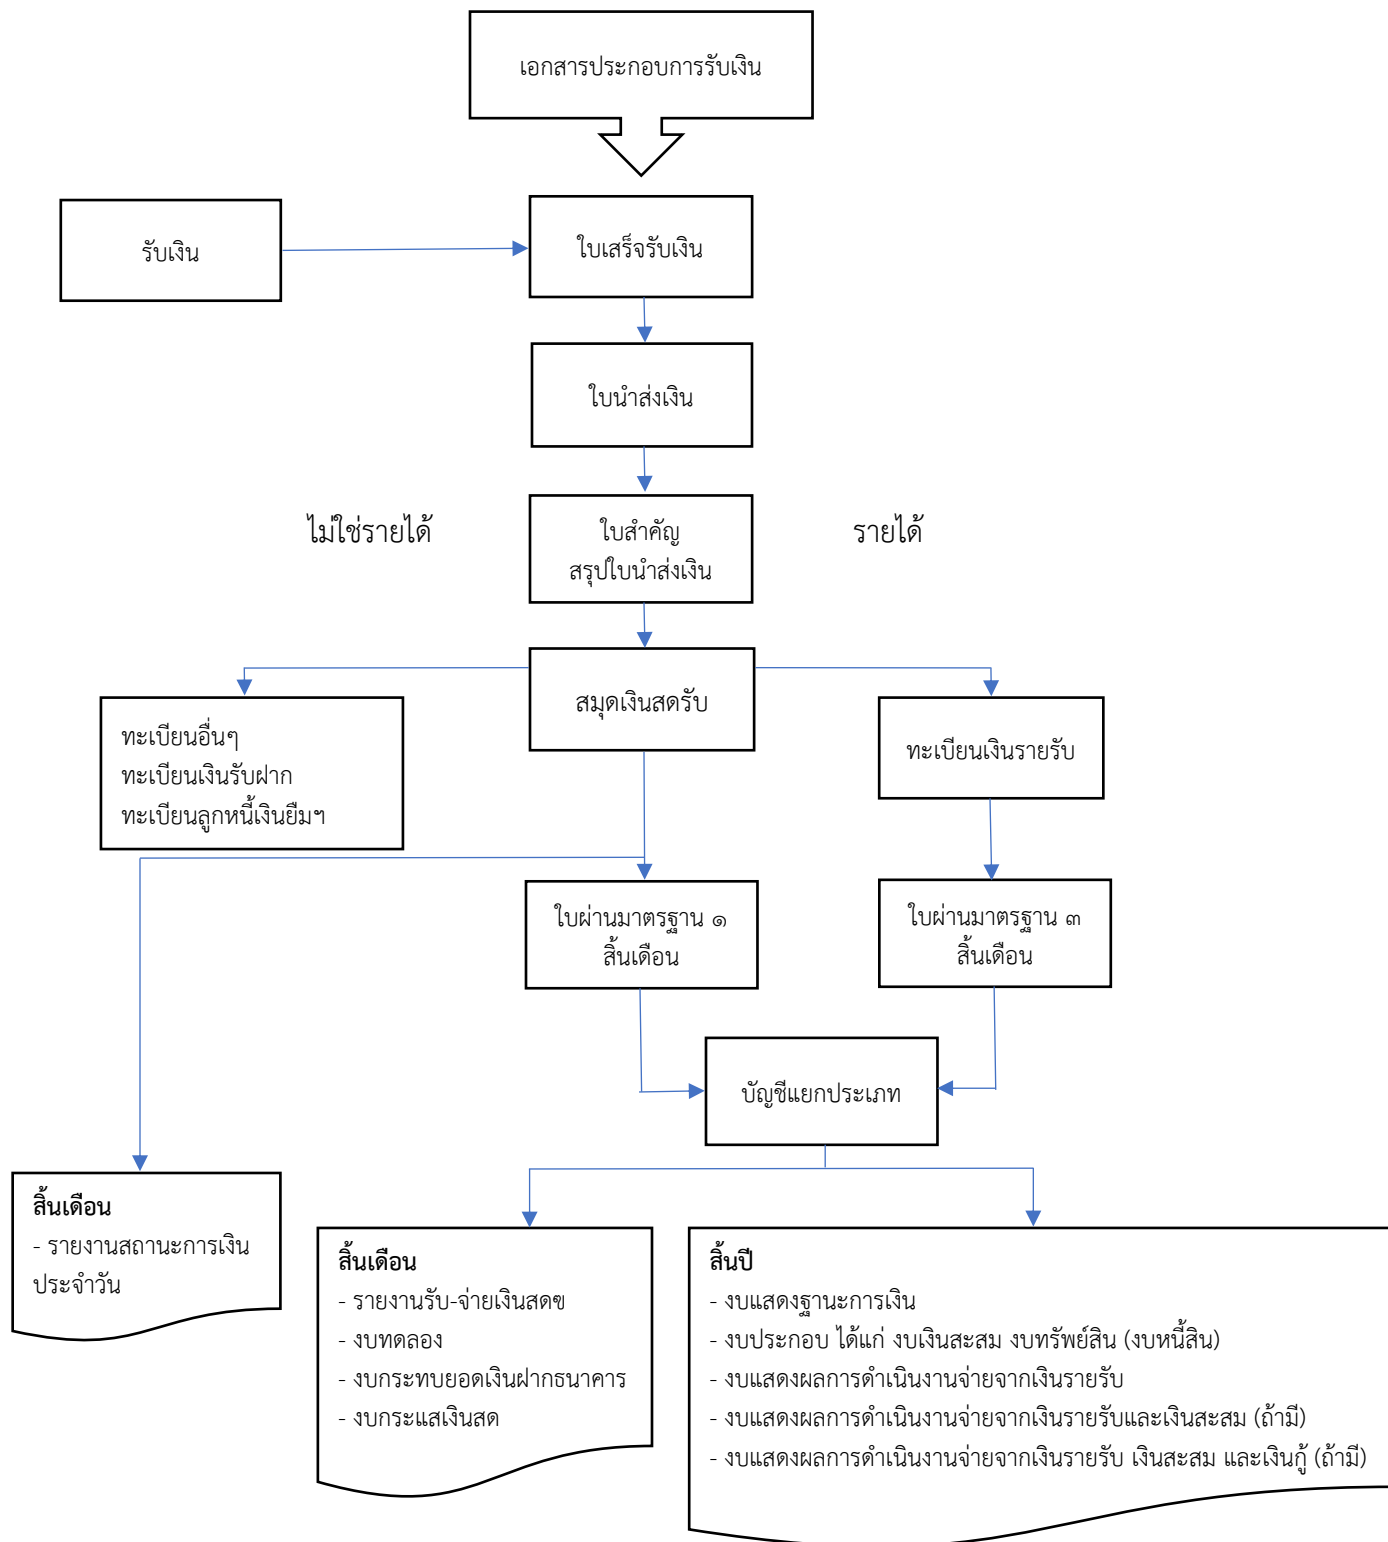 เอกสารประกอบการรับเงิน
รับเงิน
ใบเสร็จรับเงิน
ใบนำส่งเงิน
ไม่ใช่รายได้
ใบสำคัญ
สรุปใบนำส่งเงิน
รายได้
สมุดเงินสดรับ
ทะเบียนอื่นๆ
ทะเบียนเงินรับฝาก
ทะเบียนลูกหนี้เงินยืมฯ
ทะเบียนเงินรายรับ
ใบผ่านมาตรฐาน ๑
สิ้นเดือน
ใบผ่านมาตรฐาน ๓
สิ้นเดือน
บัญชีแยกประเภท
สิ้นเดือน
- รายงานสถานะการเงิน
ประจำวัน
สิ้นเดือน
- รายงานรับ-จ่ายเงินสดฃ
- งบทดลอง
- งบกระทบยอดเงินฝากธนาคาร
- งบกระแสเงินสด
สิ้นปี
- งบแสดงฐานะการเงิน
- งบประกอบ ได้แก่ งบเงินสะสม งบทรัพย์สิน (งบหนี้สิน)
- งบแสดงผลการดำเนินงานจ่ายจากเงินรายรับ
- งบแสดงผลการดำเนินงานจ่ายจากเงินรายรับและเงินสะสม (ถ้ามี)
- งบแสดงผลการดำเนินงานจ่ายจากเงินรายรับ เงินสะสม และเงินกู้ (ถ้ามี)